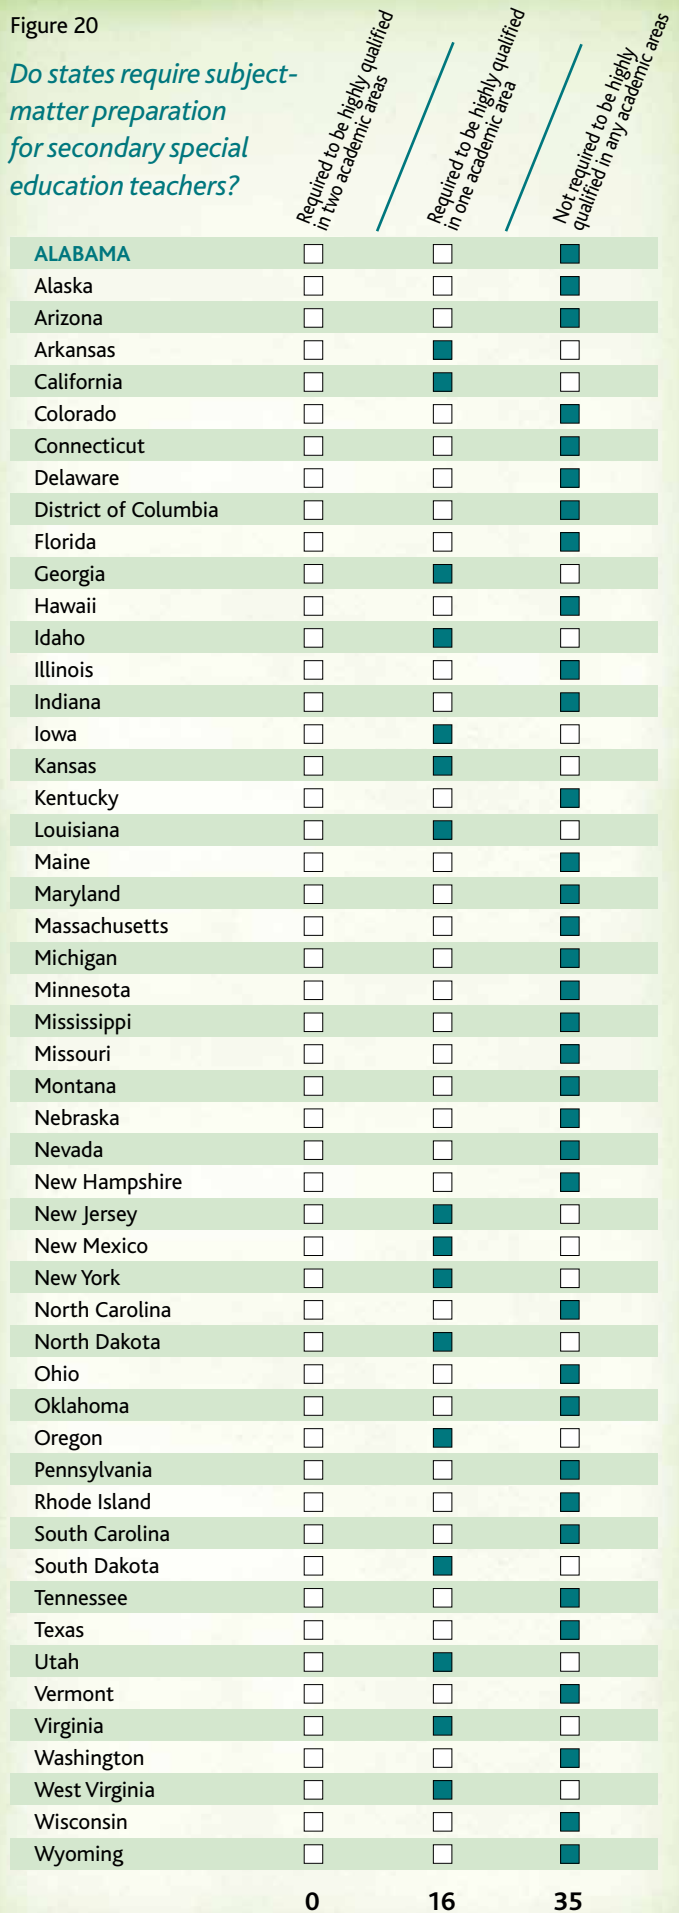 Figure 20
Do states require subject-
matter preparation
for secondary special
education teachers?
Required to be highly qualified
in two academic areas
Required to be highly qualified
in one academic area
Not required to be highly
qualified in any academic areas
ALABAMA
Alaska
Arizona
Arkansas
California
Colorado
Connecticut
Delaware
District of Columbia
Florida
Georgia
Hawaii
Idaho
Illinois
Indiana
Iowa
Kansas
Kentucky
Louisiana
Maine
Maryland
Massachusetts
Michigan
Minnesota
Mississippi
Missouri
Montana
Nebraska
Nevada
New Hampshire
New Jersey
New Mexico
New York
North Carolina
North Dakota
Ohio
Oklahoma
Oregon
Pennsylvania
Rhode Island
South Carolina
South Dakota
Tennessee
Texas
Utah
Vermont
Virginia
Washington
West Virginia
Wisconsin
Wyoming
0 16 35